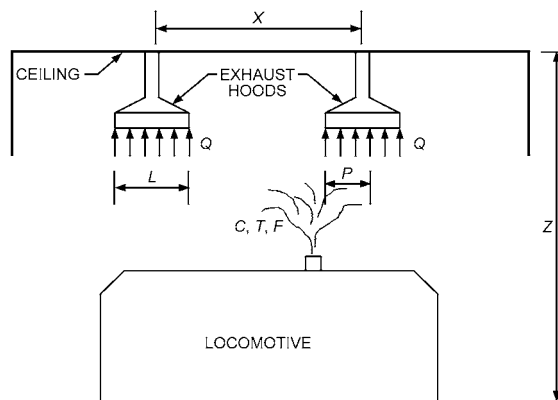 X
CEILING
EXHAUST
HOODS
Q
Q
L
P
C, T, F
Z
LOCOMOTIVE